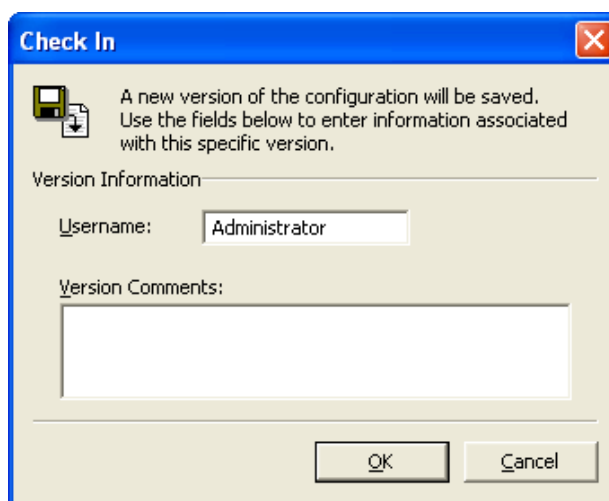 Check In
A new version of the configuration will be saved.
Use the fields below to enter information associated
with this specific version.
Version Information
Username: Administrator
Version Comments:
OK Cancel